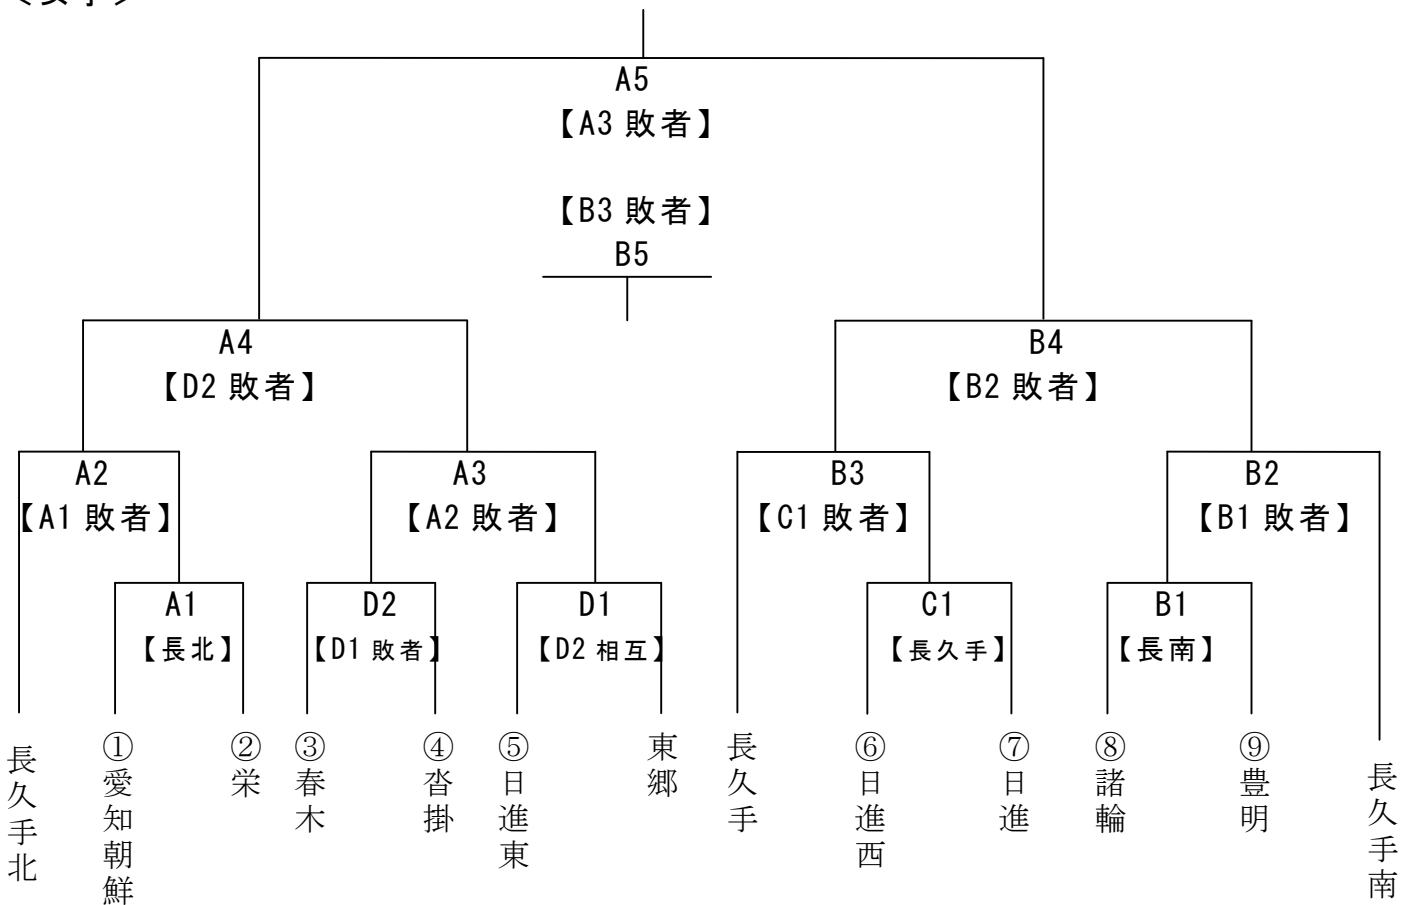 A5
【A3 敗者】
【B3 敗者】
B5
A4
【D2 敗者】
B4
【B2 敗者】
A2
【A1 敗者】
A3
【A2 敗者】
B3
【C1 敗者】
B2
【B1 敗者】
A1
【長北】
D2
【D1 敗者】
D1
【D2 相互】
C1
【長久手】
B1
【長南】
長久手北
①愛知朝鮮
②栄
③春木
④沓掛
⑤日進東
東郷
長久手
⑥日進西
⑦日進
⑧諸輪
⑨豊明
長久手南